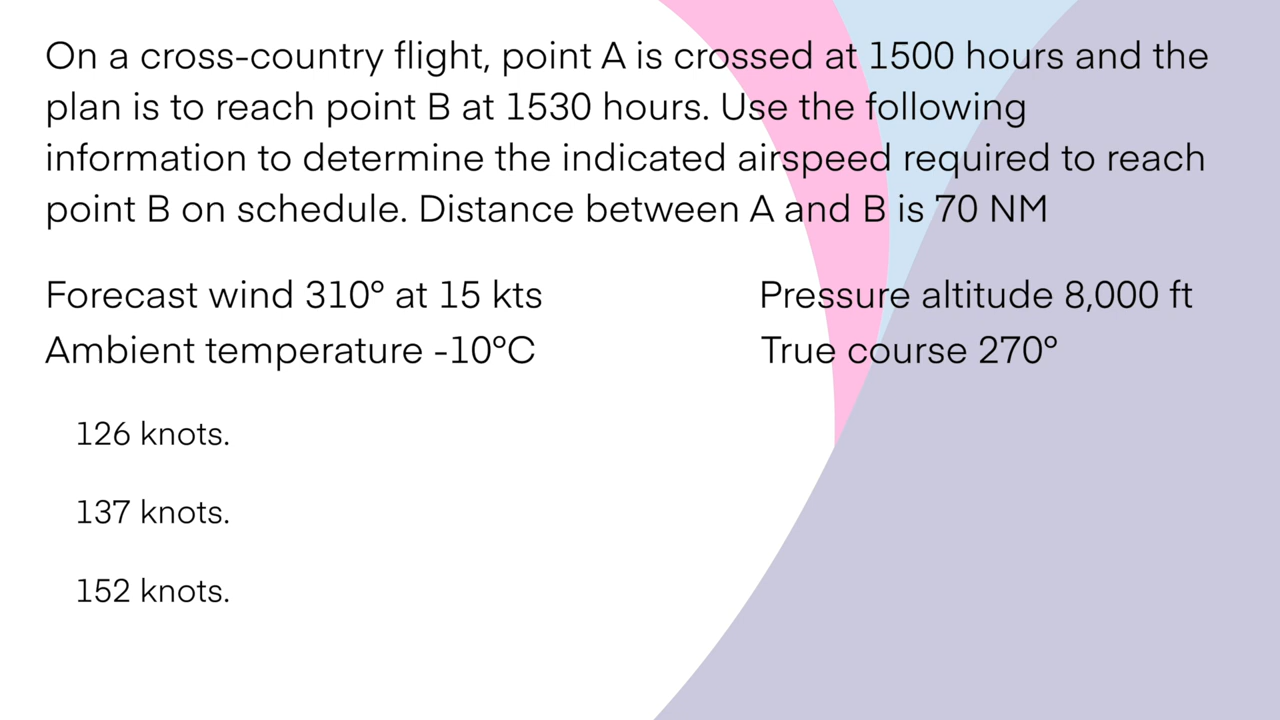 On a cross-country flight, point A is crossed at 1500 hours and the
plan is to reach point B at 1530 hours. Use the following
information to determine the indicated airspeed required to reach
point B on schedule. Distance between A and B is 70 NM
Forecast wind 310º at 15 kts
Pressure altitude 8,000 ft
Ambient temperature -10ºC
True course 270º
126 knots.
137 knots.
152 knots.